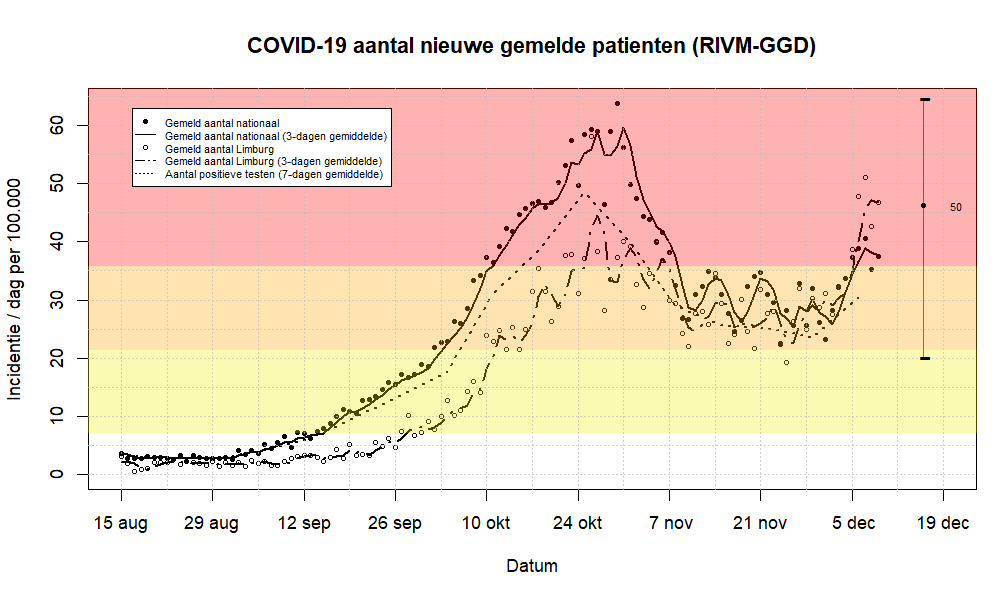 COVID-19 aantal nieuwe gemelde patienten (RIVM-GGD)
Gemeld aantal nationaal
Gemeld aantal nationaal (3-dagen gemiddelde)
Gemeld aantal Limburg
Gemeld aantal Limburg (3-dagen gemiddelde)
Aantal positieve testen (7-dagen gemiddelde)
Incidentie / dag per 100.000
60
50
40
30
20
10
0
50
15 aug 29 aug 12 sep 26 sep 10 okt 24 okt 7 nov 21 nov 5 dec 19 dec
Datum